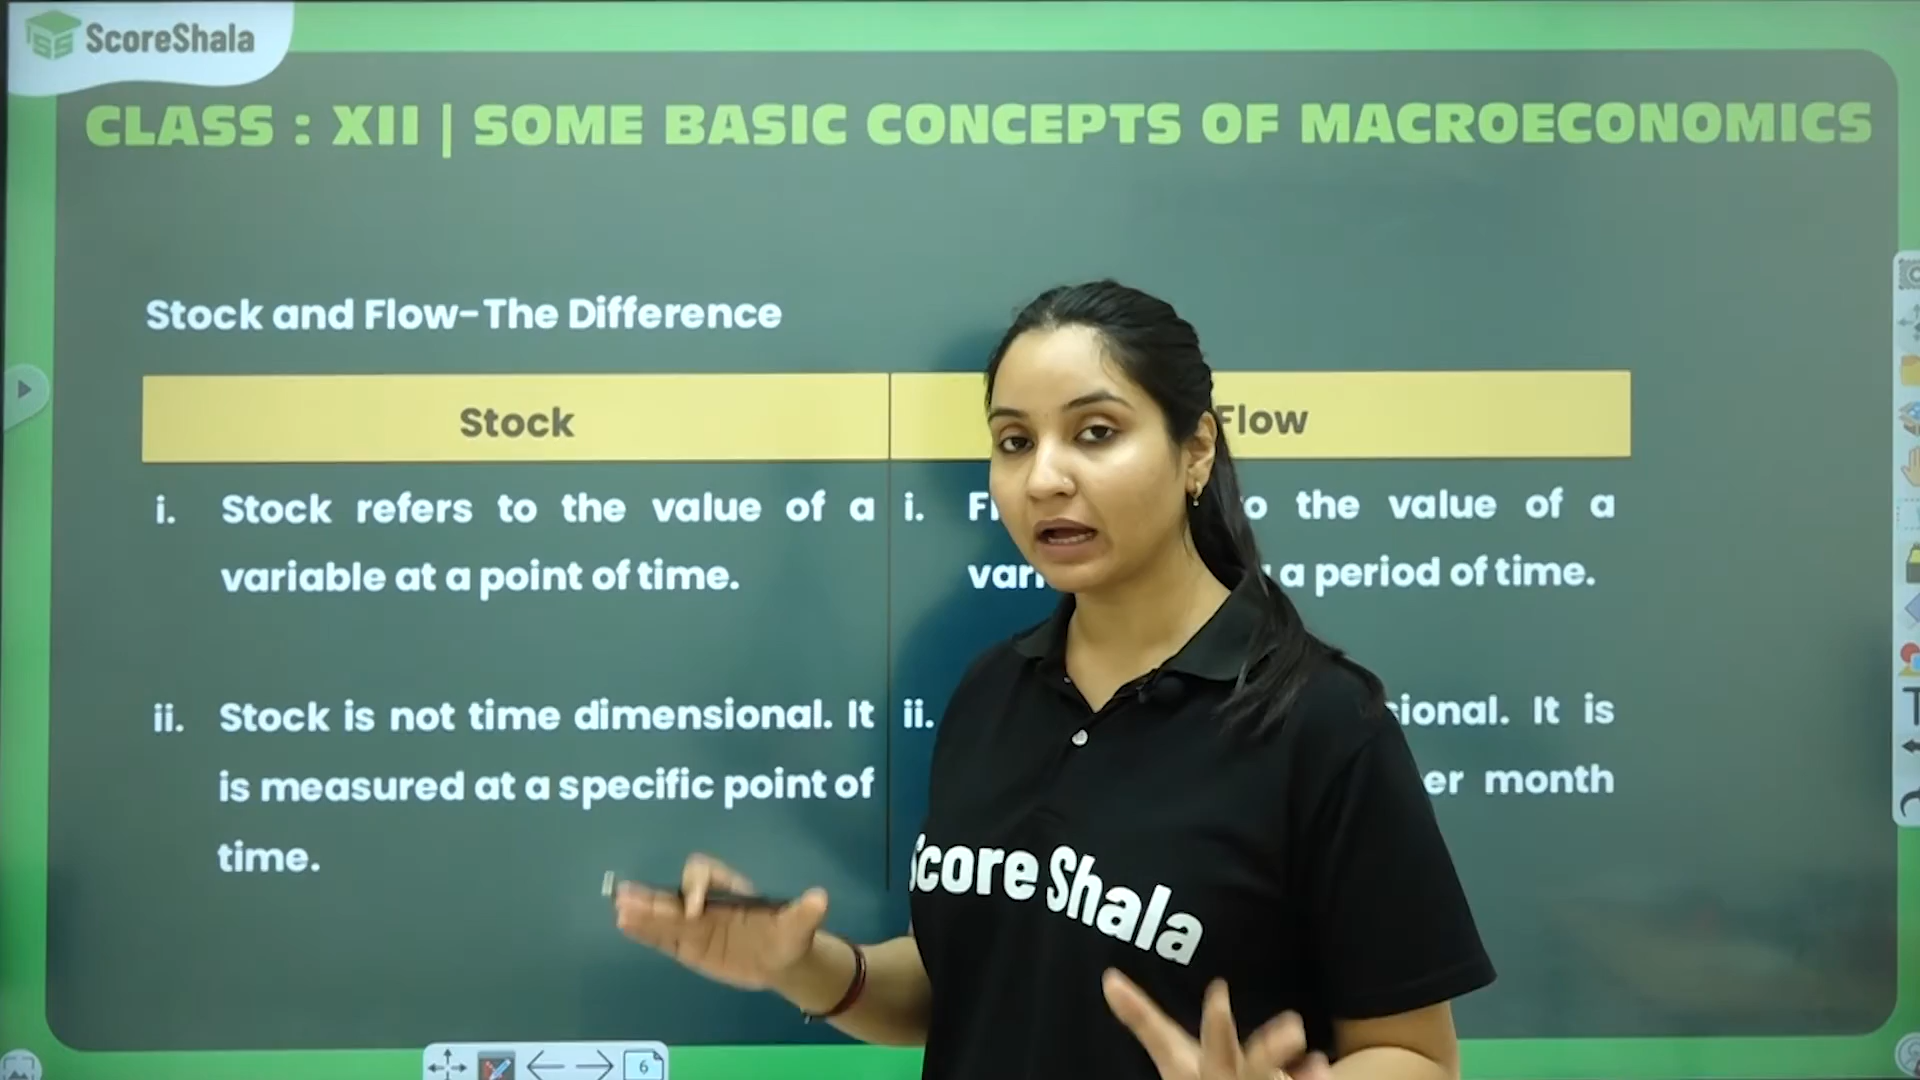 ScoreShala
CLASS : XII | SOME BASIC CONCEPTS OF MACROECONOMICS
Stock and Flow-The Difference
Stock
Flow
i. Stock refers to the value of a
variable at a point of time.
ii. Stock is not time dimensional. It
is measured at a specific point of
time.
i. to the value of a
a period of time.
ii. It is
month
Score Shala
6